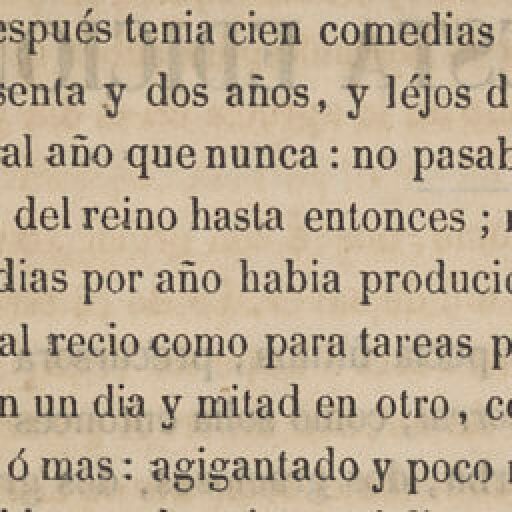 espués tenia cien comedias
senta y dos años, y léjos d
al año que nunca : no pasab
del reino hasta entonces ;
dias por año habia produci
al recio como para tareas p
n un dia y mitad en otro, c
ó mas : agigantado y poco